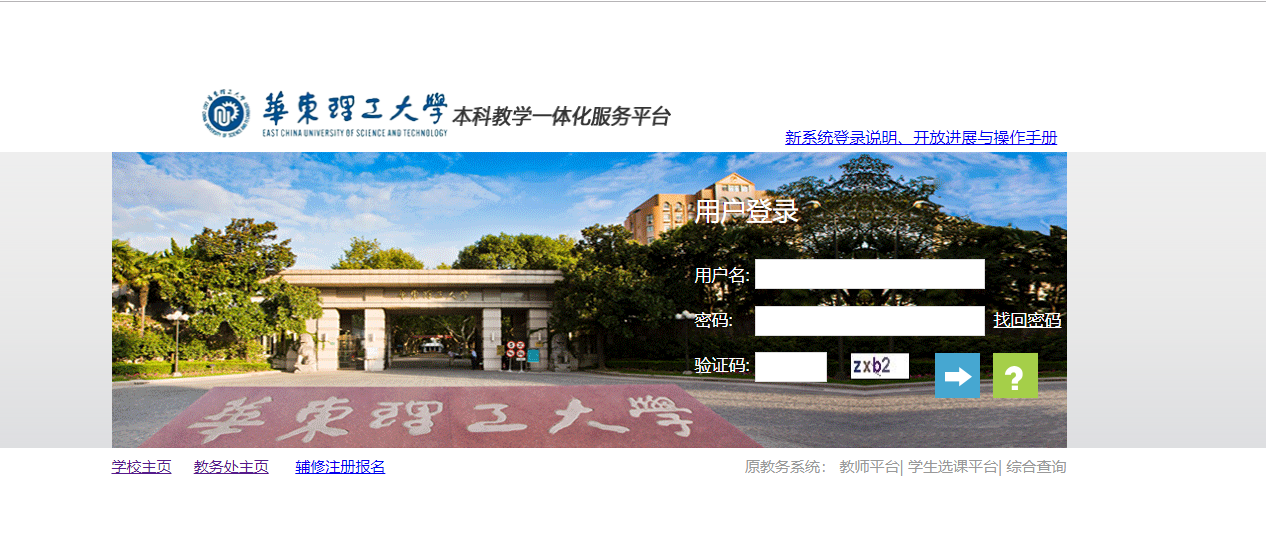 華東理工大學 本科教学一体化服务平台
EAST CHINA UNIVERSITY OF SCIENCE AND TECHNOLOGY
新系统登录说明、开放进展与操作手册
用户登录
用户名:
密码: 找回密码
验证码: zxb2 ?
華東理工大學
学校主页 教务处主页 辅修注册报名 原教务系统: 教师平台| 学生选课平台| 综合查询